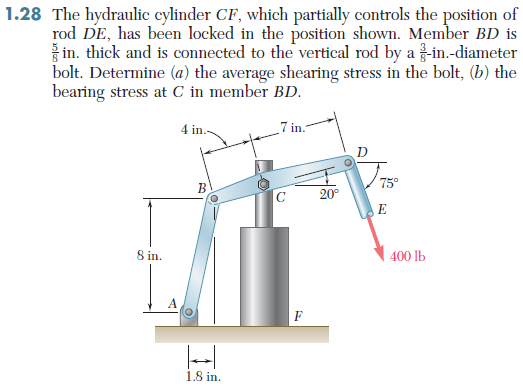 1.28 The hydraulic cylinder CF, which partially controls the position of
rod DE, has been locked in the position shown. Member BD is
5/8 in. thick and is connected to the vertical rod by a 3/8-in.-diameter
bolt. Determine (a) the average shearing stress in the bolt, (b) the
bearing stress at C in member BD.
4 in.
7 in.
D
B
C
20°
75°
E
8 in.
400 lb
A
F
1.8 in.